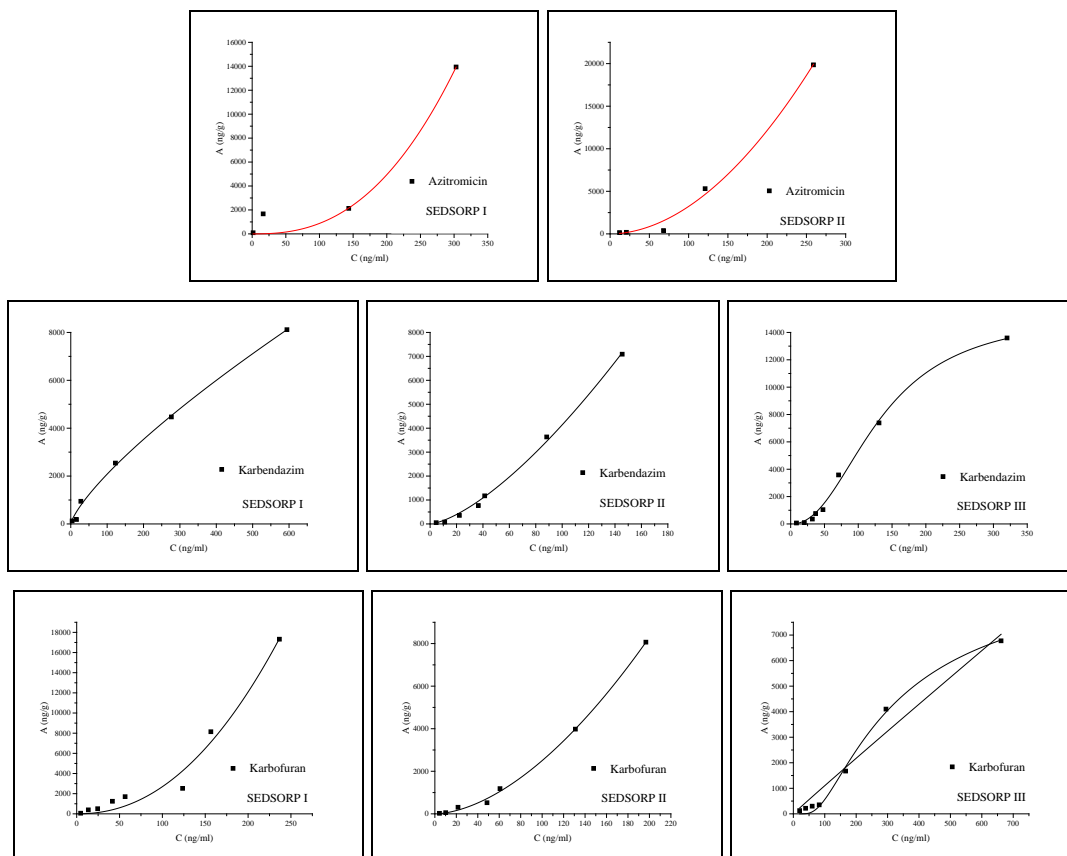 16000
14000
12000
10000
8000
6000
4000
2000
0
A (ng/g)
Azitromicin
SEDSORP I
0 50 100 150 200 250 300 350
C (ng/ml)
20000
15000
10000
5000
0
A (ng/g)
Azitromicin
SEDSORP II
0 50 100 150 200 250 300
C (ng/ml)
8000
6000
4000
2000
0
A (ng/g)
Karbendazim
SEDSORP I
0 100 200 300 400 500 600
C (ng/ml)
8000
7000
6000
5000
4000
3000
2000
1000
0
A (ng/g)
Karbendazim
SEDSORP II
0 20 40 60 80 100 120 140 160 180
C (ng/ml)
14000
12000
10000
8000
6000
4000
2000
0
A (ng/g)
Karbendazim
SEDSORP III
0 50 100 150 200 250 300 350
C (ng/ml)
18000
16000
14000
12000
10000
8000
6000
4000
2000
0
A (ng/g)
Karbofuran
SEDSORP I
0 50 100 150 200 250
C (ng/ml)
8000
6000
4000
2000
0
A (ng/g)
Karbofuran
SEDSORP II
0 20 40 60 80 100 120 140 160 180 200 220
C (ng/ml)
7000
6000
5000
4000
3000
2000
1000
0
A (ng/g)
Karbofuran
SEDSORP III
0 100 200 300 400 500 600 700
C (ng/ml)